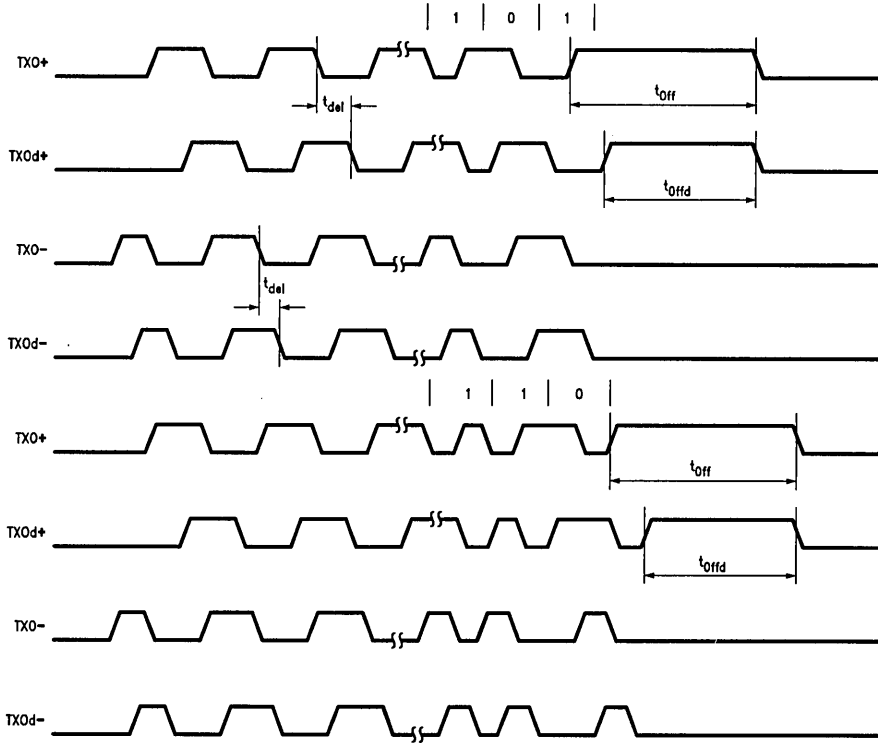 1 0 1
TXO+
tOff
tdel
TXOd+
tOffd
TXO-
tdel
TXOd-
1 1 0
TXO+
tOff
TXOd+
tOffd
TXO-
TXOd-